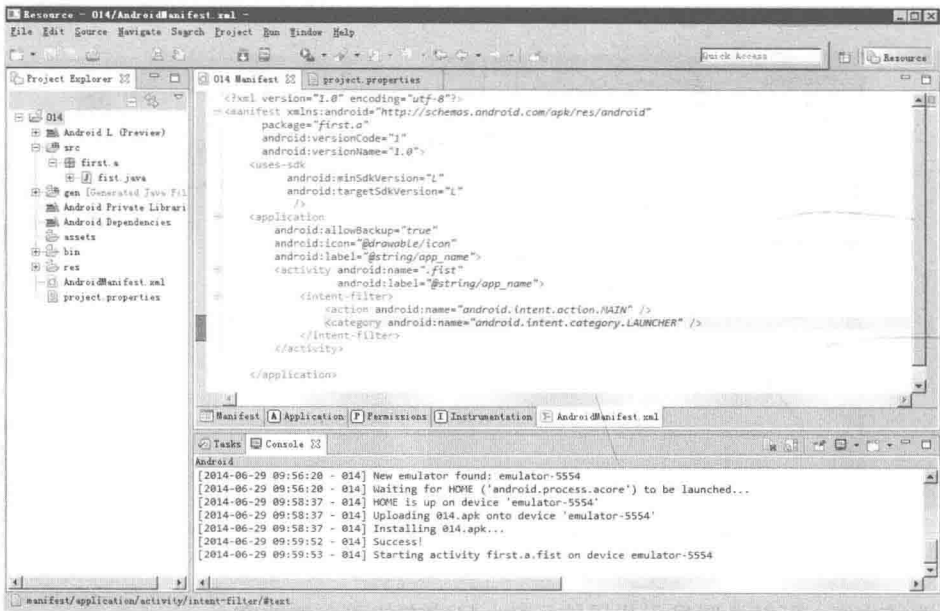 Resource - 014/AndroidManifest.xml -
File Edit Source Navigate Search Project Run Window Help
Quick Access
Resource
Project Explorer
014
Android L (Preview)
src
first.a
fist.java
gen [Generated Java Fil
Android Private Librari
Android Dependencies
assets
bin
res
AndroidManifest.xml
project.properties
014 Manifest
project.properties
<?xml version="1.0" encoding="utf-8"?>
<manifest xmlns:android="http://schemas.android.com/apk/res/android"
package="first.a"
android:versionCode="1"
android:versionName="1.0">
<uses-sdk
android:minSdkVersion="L"
android:targetSdkVersion="L"
/>
<application
android:allowBackup="true"
android:icon="@drawable/icon"
android:label="@string/app_name">
<activity android:name=".fist"
android:label="@string/app_name">
<intent-filter>
<action android:name="android.intent.action.MAIN" />
<category android:name="android.intent.category.LAUNCHER" />
</intent-filter>
</activity>
</application>
Manifest A Application P Permissions I Instrumentation AndroidManifest.xml
Tasks Console
Android
[2014-06-29 09:56:20 - 014] New emulator found: emulator-5554
[2014-06-29 09:56:20 - 014] Waiting for HOME ('android.process.acore') to be launched...
[2014-06-29 09:58:37 - 014] HOME is up on device 'emulator-5554'
[2014-06-29 09:58:37 - 014] Uploading 014.apk onto device 'emulator-5554'
[2014-06-29 09:58:37 - 014] Installing 014.apk...
[2014-06-29 09:59:52 - 014] Success!
[2014-06-29 09:59:53 - 014] Starting activity first.a.fist on device emulator-5554
manifest/application/activity/intent-filter/#text